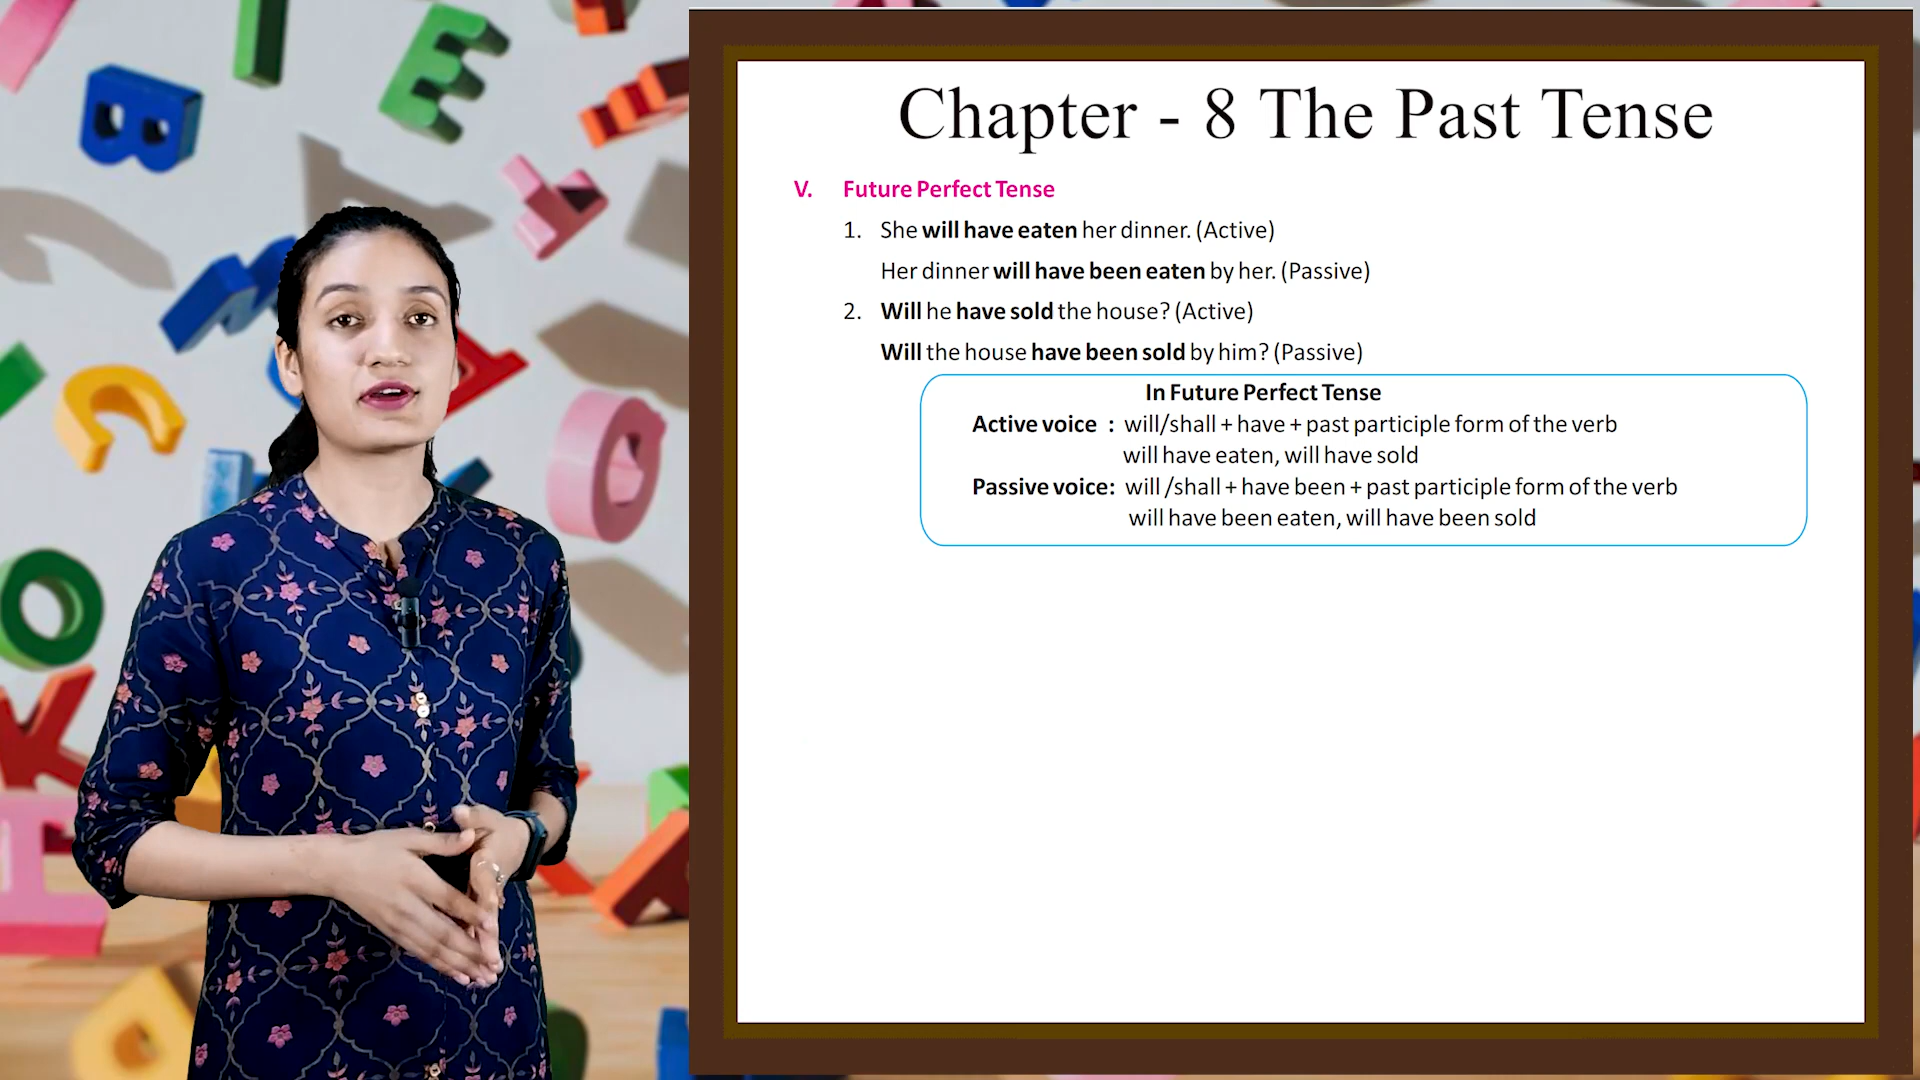 Chapter - 8 The Past Tense
V. Future Perfect Tense
1. She will have eaten her dinner. (Active)
Her dinner will have been eaten by her. (Passive)
2. Will he have sold the house? (Active)
Will the house have been sold by him? (Passive)
In Future Perfect Tense
Active voice : will/shall + have + past participle form of the verb
will have eaten, will have sold
Passive voice: will /shall + have been + past participle form of the verb
will have been eaten, will have been sold